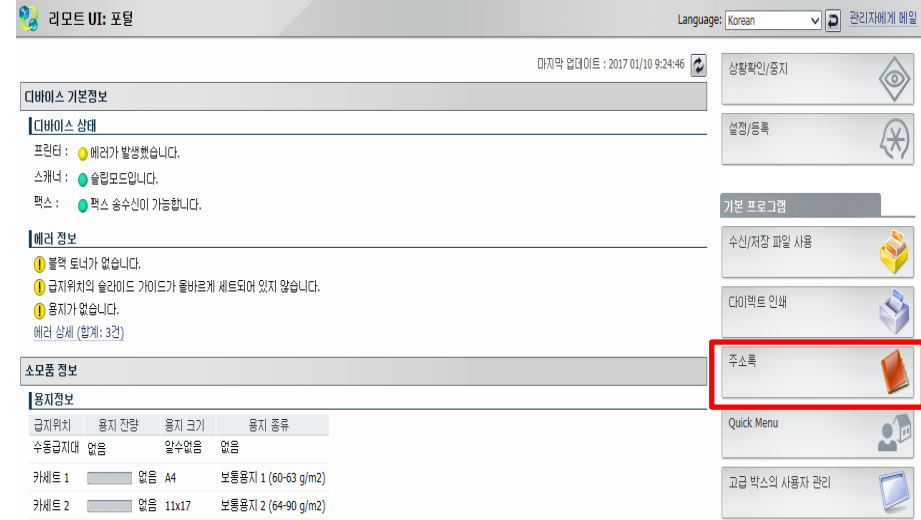 리모트 UI: 포털
Language: Korean
관리자에게 메일
마지막 업데이트 : 2017 01/10 9:24:46
디바이스 기본정보
디바이스 상태
프린터 : 에러가 발생했습니다.
스캐너 : 슬립모드입니다.
팩스 : 팩스 송수신이 가능합니다.
에러 정보
블랙 토너가 없습니다.
급지위치의 슬라이드 가이드가 올바르게 세트되어 있지 않습니다.
용지가 없습니다.
에러 상세 (합계: 3건)
소모품 정보
용지정보
급지위치 용지 잔량 용지 크기 용지 종류
수동급지대 없음 알수없음 없음
카세트 1 없음 A4 보통용지 1 (60-63 g/m2)
카세트 2 없음 11x17 보통용지 2 (64-90 g/m2)
상황확인/중지
설정/등록
기본 프로그램
수신/저장 파일 사용
다이렉트 인쇄
주소록
Quick Menu
고급 박스의 사용자 관리